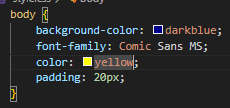 body {
background-color: darkblue;
font-family: Comic Sans MS;
color: yellow;
padding: 20px;
}